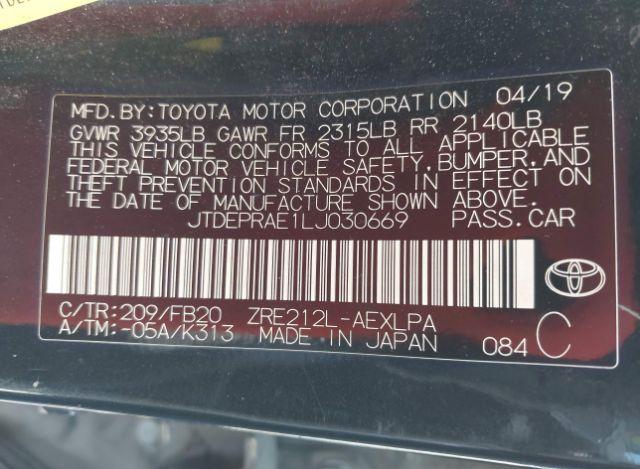 MFD.BY:TOYOTA MOTOR CORPORATION 04/19
GVWR 3935LB GAWR FR 2315LB RR 2140LB
THIS VEHICLE CONFORMS TO ALL APPLICABLE
FEDERAL MOTOR VEHICLE SAFETY,BUMPER,AND
THEFT PREVENTION STANDARDS IN EFFECT ON
THE DATE OF MANUFACTURE SHOWN ABOVE.
JTDEPRAE1LJ030669 PASS.CAR
C/TR:209/FB20 ZRE212L-AEXLPA
A/TM:-05A/K313 MADE IN JAPAN 084 C